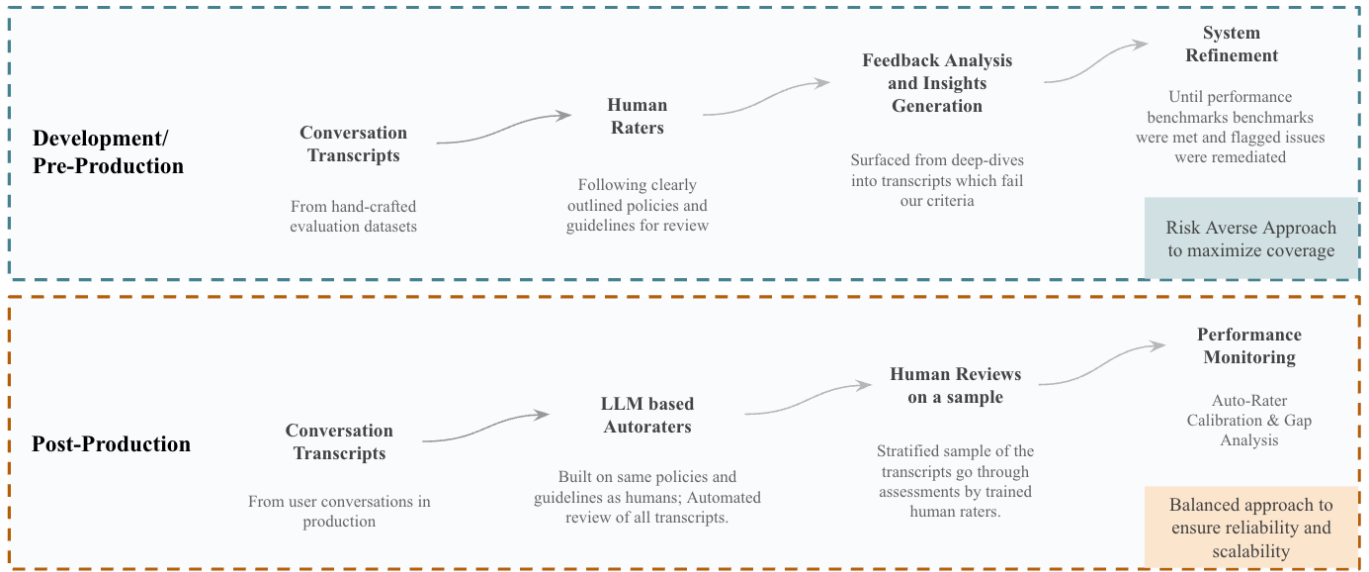 Development/
Pre-Production
Conversation
Transcripts
From hand-crafted
evaluation datasets
Human
Raters
Following clearly
outlined policies and
guidelines for review
Feedback Analysis
and Insights
Generation
Surfaced from deep-dives
into transcripts which fail
our criteria
System
Refinement
Until performance
benchmarks benchmarks
were met and flagged issues
were remediated
Risk Averse Approach
to maximize coverage
Post-Production
Conversation
Transcripts
From user conversations in
production
LLM based
Autoraters
Built on same policies and
guidelines as humans; Automated
review of all transcripts.
Human Reviews
on a sample
Stratified sample of the
transcripts go through
assessments by trained
human raters.
Performance
Monitoring
Auto-Rater
Calibration & Gap
Analysis
Balanced approach to
ensure reliability and
scalability